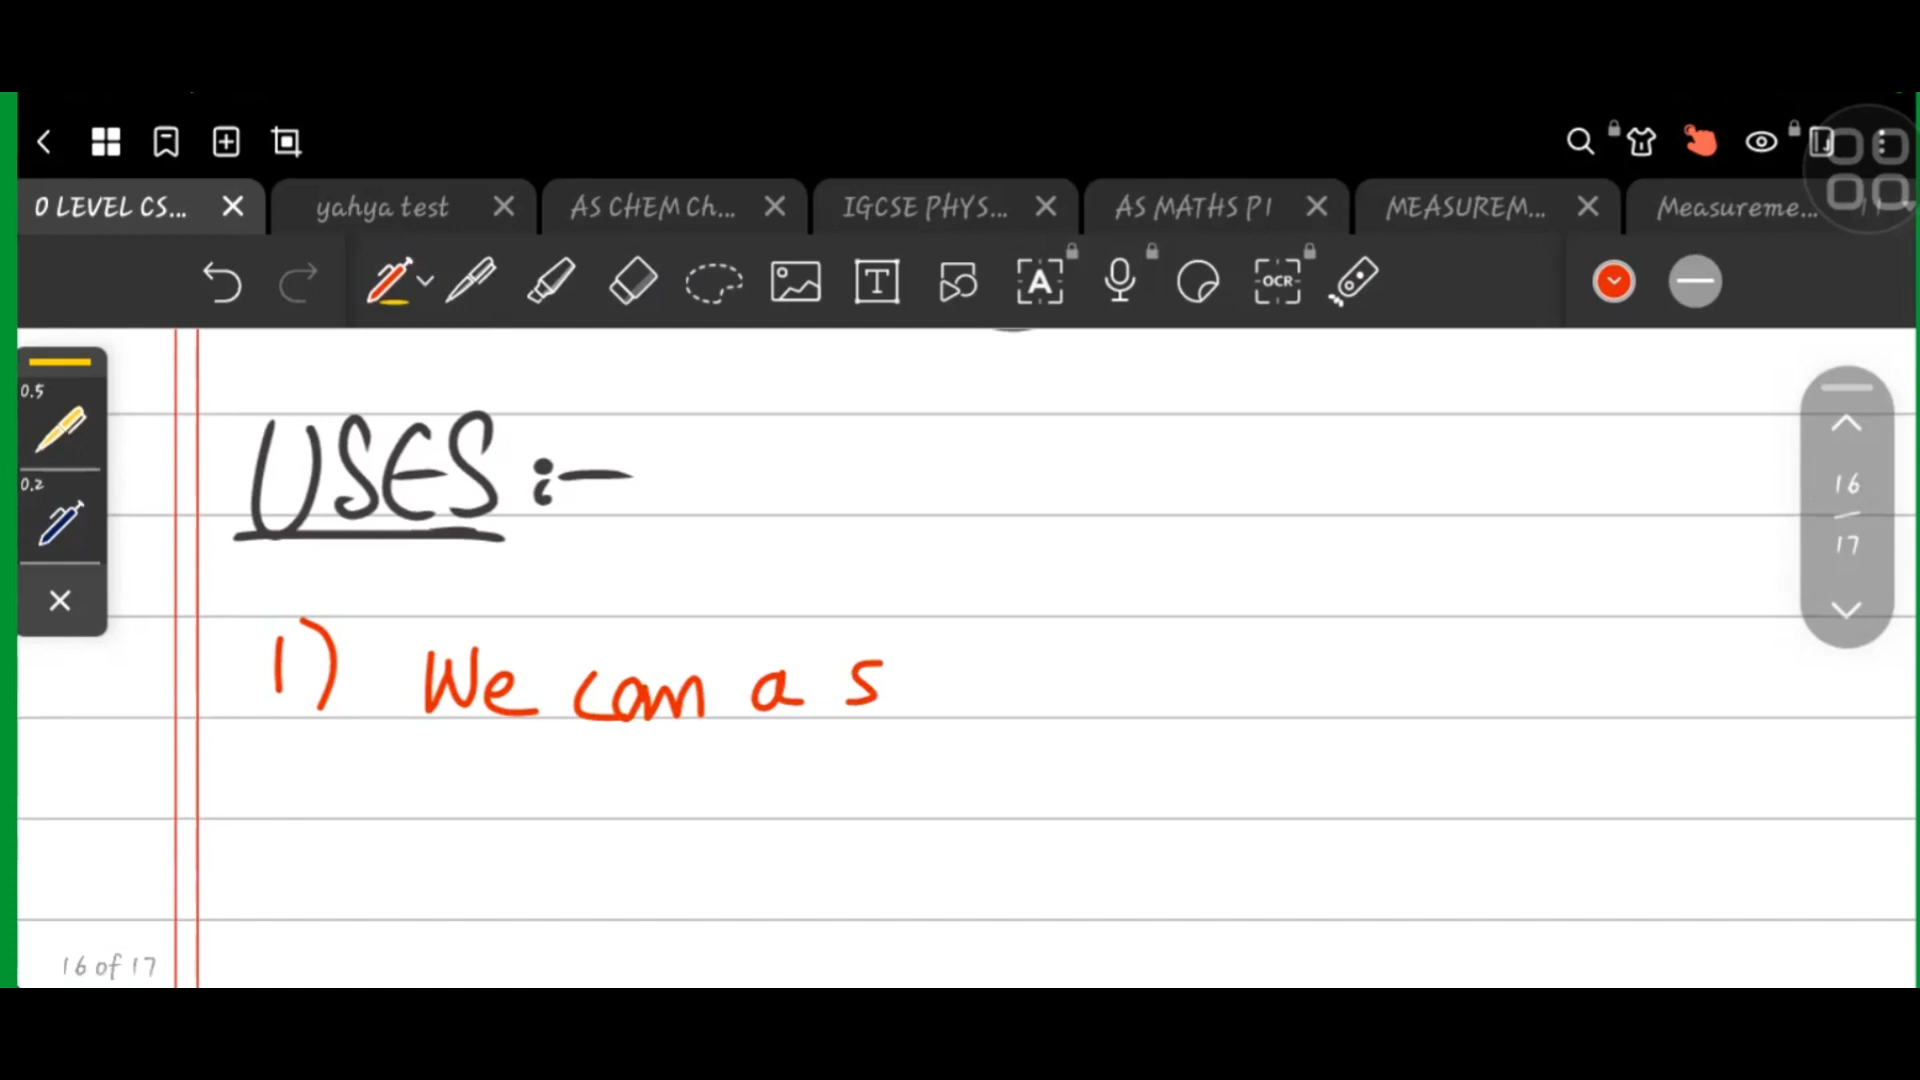 O LEVEL CS...
yahya test
AS CHEM Ch...
IGCSE PHYS...
AS MATHS P1
MEASUREM...
Measureme...
T
A
OCR
0.5
0.2
USES :-
1) We can a s
16
17
16 of 17